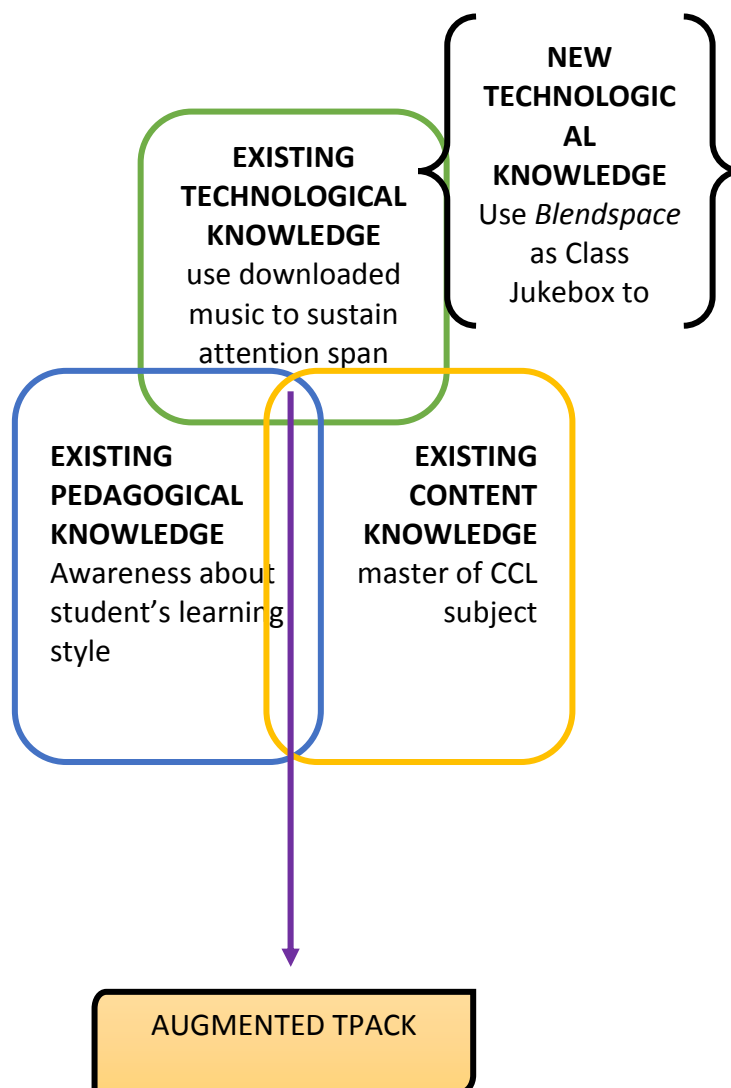 EXISTING
TECHNOLOGICAL
KNOWLEDGE
use downloaded
music to sustain
attention span
NEW
TECHNOLOGIC
AL
KNOWLEDGE
Use Blendspace
as Class
Jukebox to
EXISTING
PEDAGOGICAL
KNOWLEDGE
Awareness about
student’s learning
style
EXISTING
CONTENT
KNOWLEDGE
master of CCL
subject
AUGMENTED TPACK